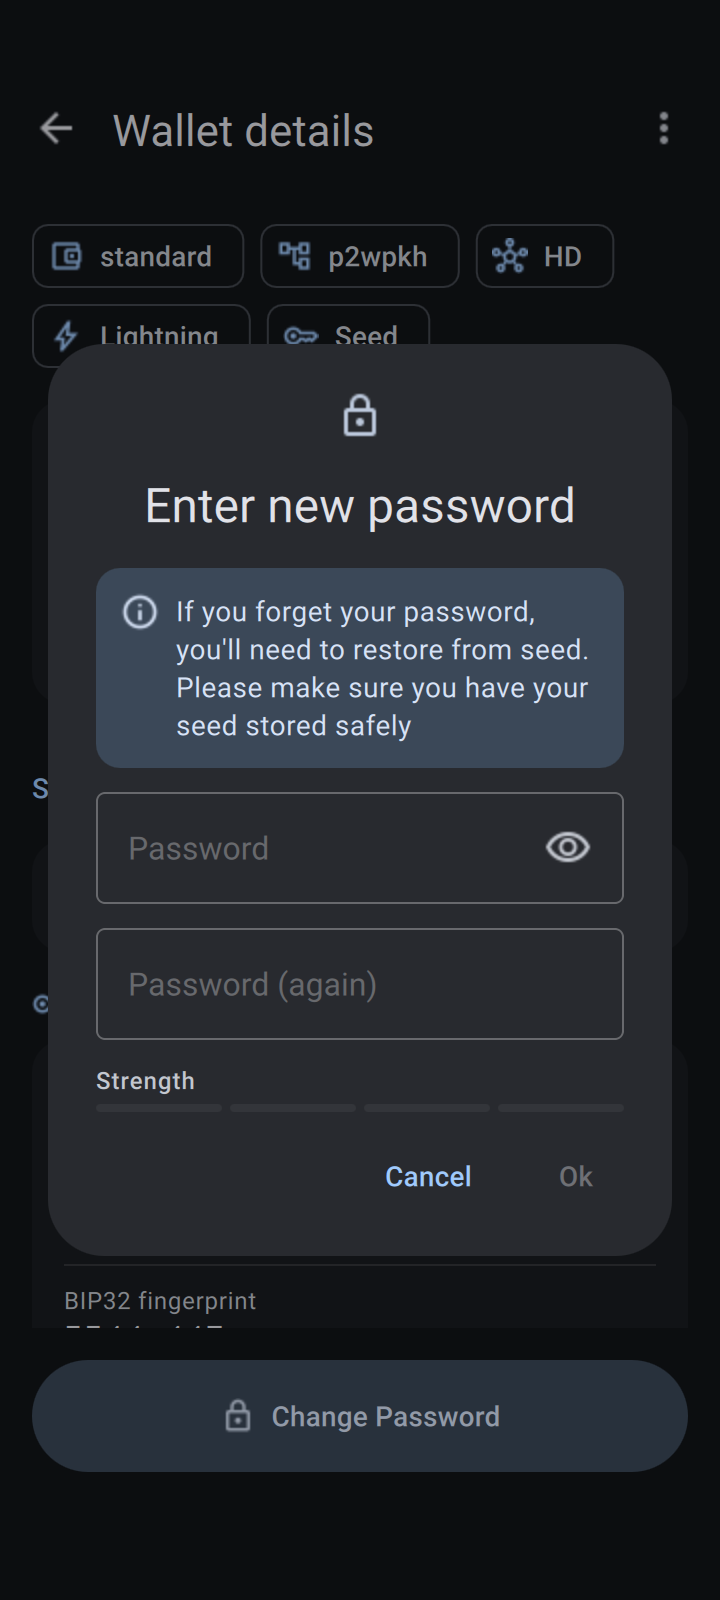 Wallet details
standard
p2wpkh
HD
Lightning
Seed
Enter new password
If you forget your password,
you'll need to restore from seed.
Please make sure you have your
seed stored safely
Password
Password (again)
Strength
Cancel
Ok
BIP32 fingerprint
Change Password